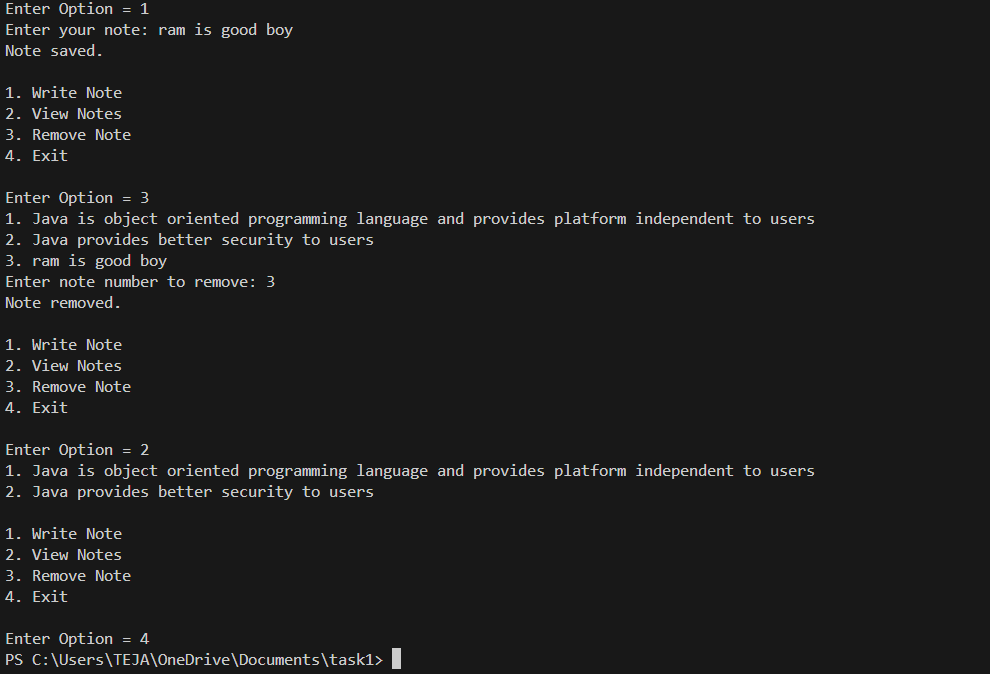 Enter Option = 1
Enter your note: ram is good boy
Note saved.
1. Write Note
2. View Notes
3. Remove Note
4. Exit
Enter Option = 3
1. Java is object oriented programming language and provides platform independent to users
2. Java provides better security to users
3. ram is good boy
Enter note number to remove: 3
Note removed.
1. Write Note
2. View Notes
3. Remove Note
4. Exit
Enter Option = 2
1. Java is object oriented programming language and provides platform independent to users
2. Java provides better security to users
1. Write Note
2. View Notes
3. Remove Note
4. Exit
Enter Option = 4
PS C:\Users\TEJA\OneDrive\Documents\task1>